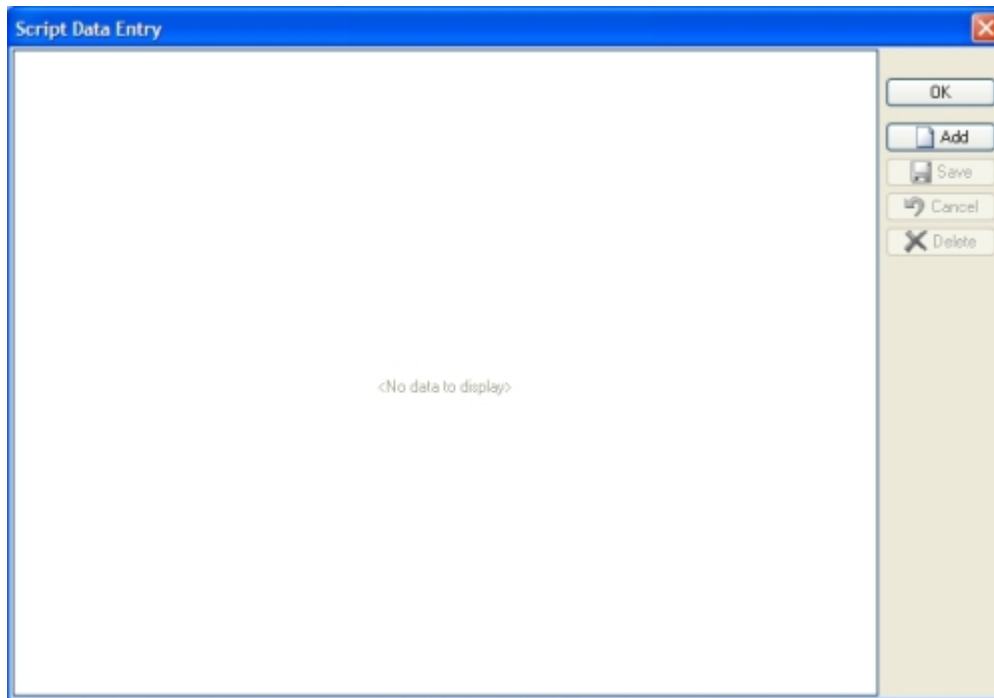 Script Data Entry
OK
Add
Save
Cancel
Delete
<No data to display>